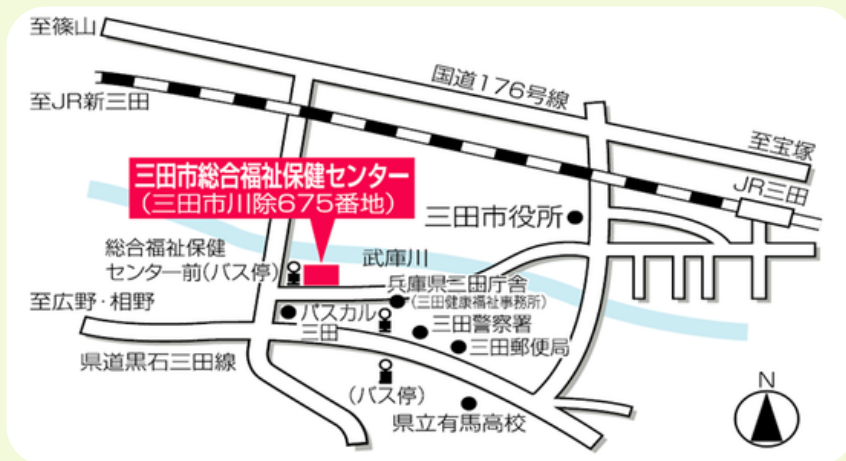 至篠山
国道176号線
至JR新三田
至宝塚
JR三田
三田市総合福祉保健センター
(三田市川除675番地)
三田市役所
総合福祉保健
センター前(バス停)
武庫川
兵庫県三田庁舎
(三田健康福祉事務所)
至広野・相野
パスカル
三田
三田警察署
三田郵便局
県道黒石三田線
(バス停)
県立有馬高校
N